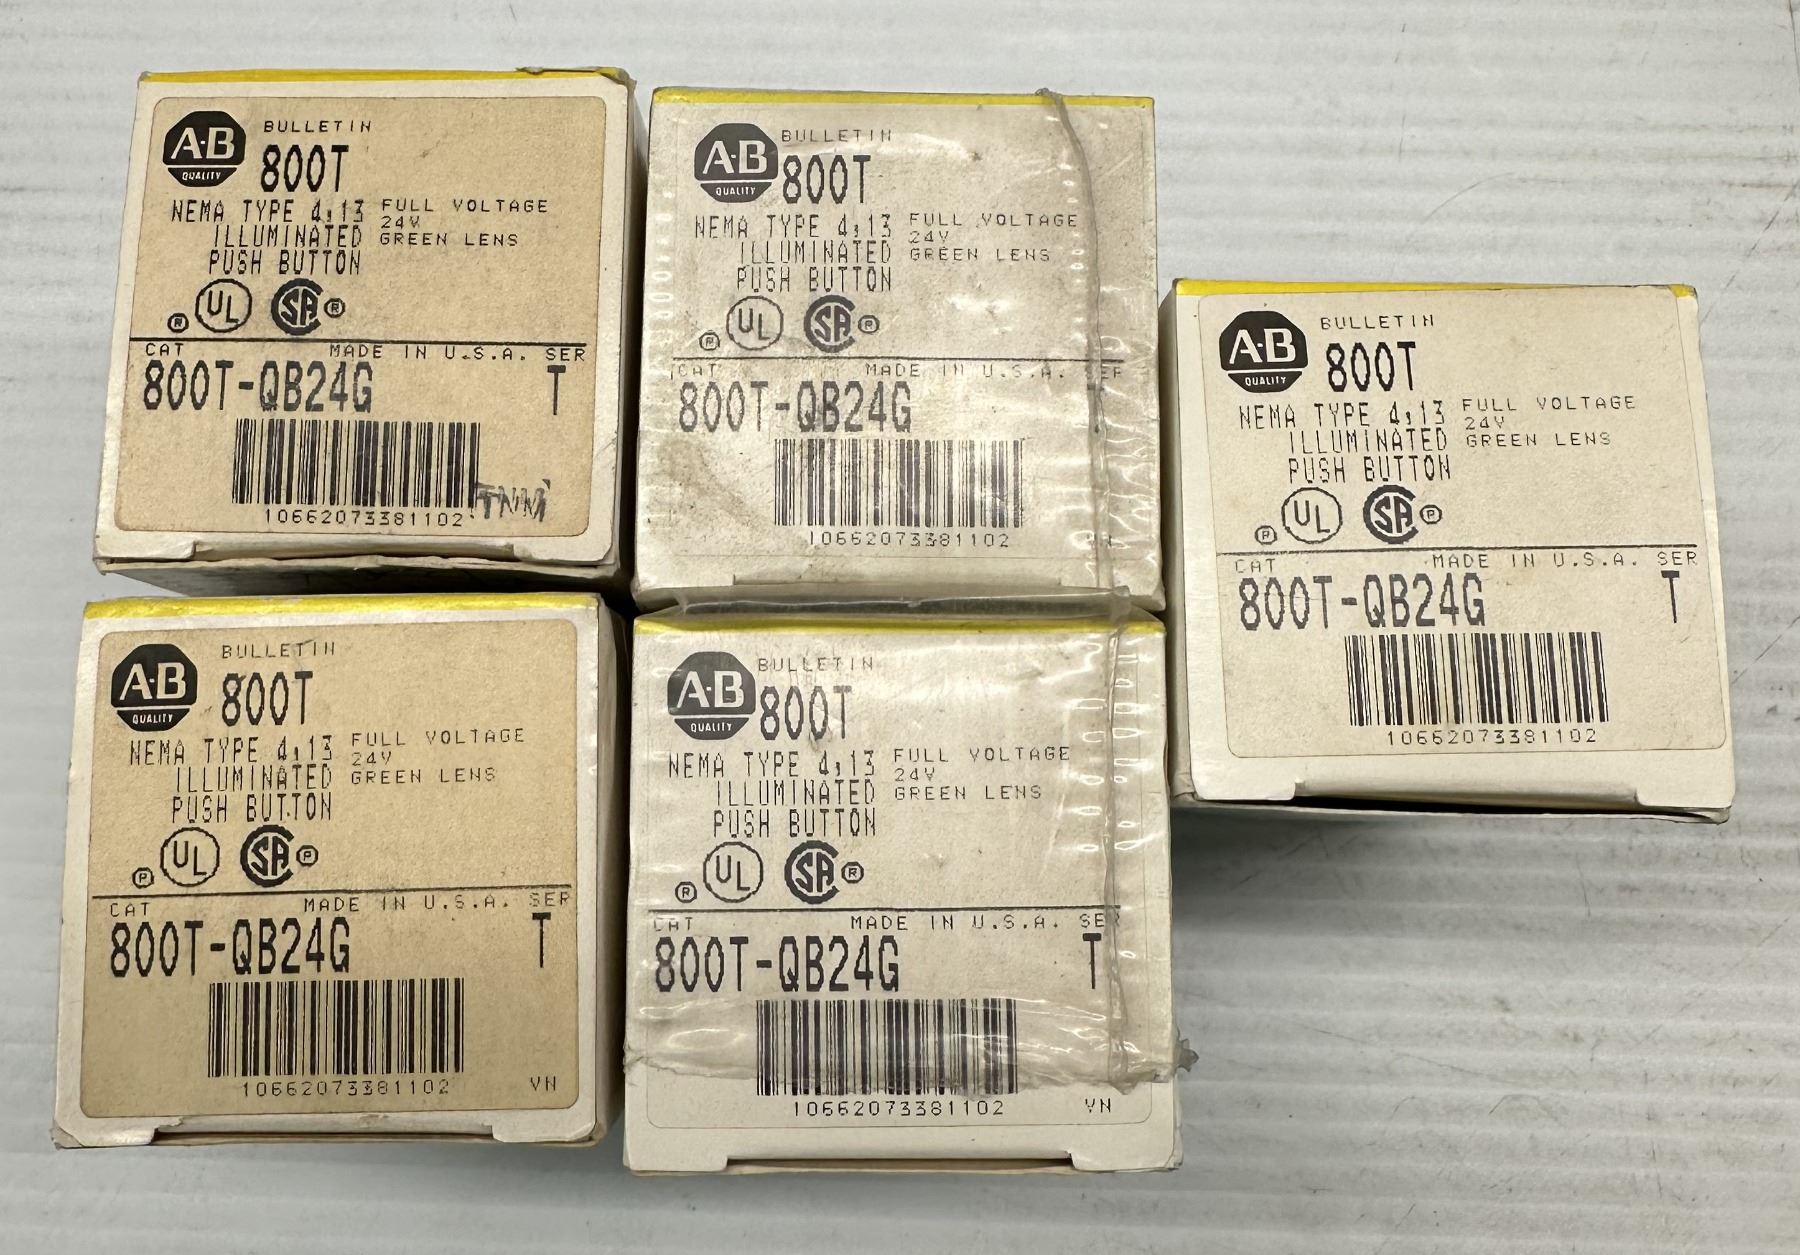 A·B
QUALITY
BULLETIN
800T
NEMA TYPE 4,13 FULL VOLTAGE
24V
ILLUMINATED GREEN LENS
PUSH BUTTON
® UL SA ®
CAT MADE IN U.S.A. SER
800T-QB24G T
10662073381102
A·B
QUALITY
BULLETIN
800T
NEMA TYPE 4,13 FULL VOLTAGE
24V
ILLUMINATED GREEN LENS
PUSH BUTTON
® UL SA ®
CAT MADE IN U.S.A. SER
800T-QB24G T
10662073381102
A·B
QUALITY
BULLETIN
800T
NEMA TYPE 4,13 FULL VOLTAGE
24V
ILLUMINATED GREEN LENS
PUSH BUTTON
® UL SA ®
CAT MADE IN U.S.A. SER
800T-QB24G T
10662073381102
A·B
QUALITY
BULLETIN
800T
NEMA TYPE 4,13 FULL VOLTAGE
24V
ILLUMINATED GREEN LENS
PUSH BUTTON
® UL SA ®
CAT MADE IN U.S.A. SER
800T-QB24G T
10662073381102 VN
A·B
QUALITY
BULLETIN
800T
NEMA TYPE 4,13 FULL VOLTAGE
24V
ILLUMINATED GREEN LENS
PUSH BUTTON
® UL SA ®
CAT MADE IN U.S.A. SER
800T-QB24G T
10662073381102 VN